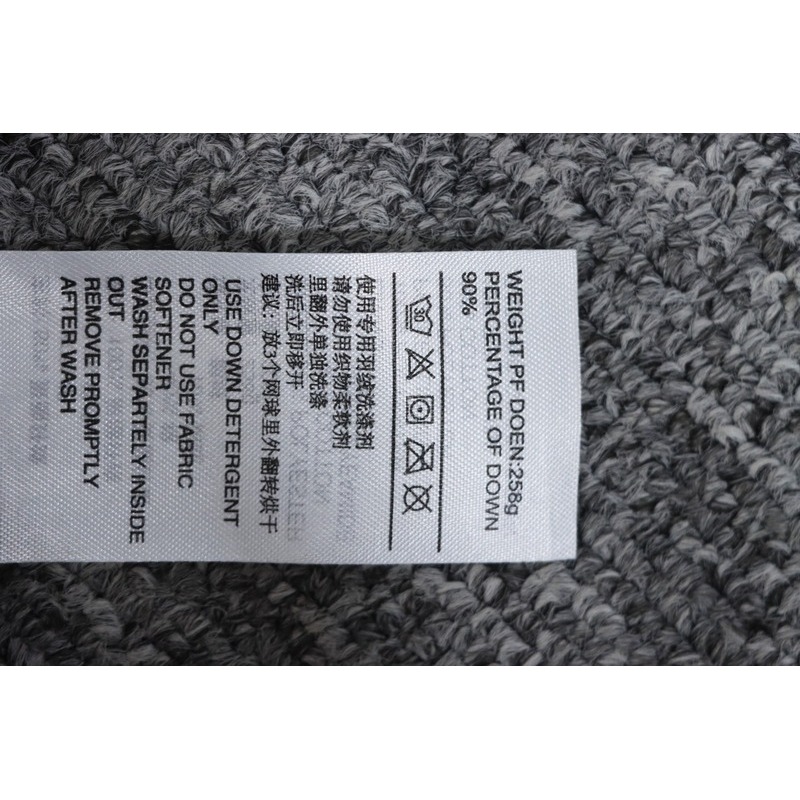 WEIGHT PF DOEN:258g
PERCENTAGE OF DOWN
90%
使用专用羽绒洗涤剂
请勿使用织物柔软剂
里翻外单独洗涤
洗后立即移开
建议：放3个网球里外翻转烘干
USE DOWN DETERGENT
ONLY
DO NOT USE FABRIC
SOFTENER
WASH SEPARATELY INSIDE
OUT
REMOVE PROMPTLY
AFTER WASH